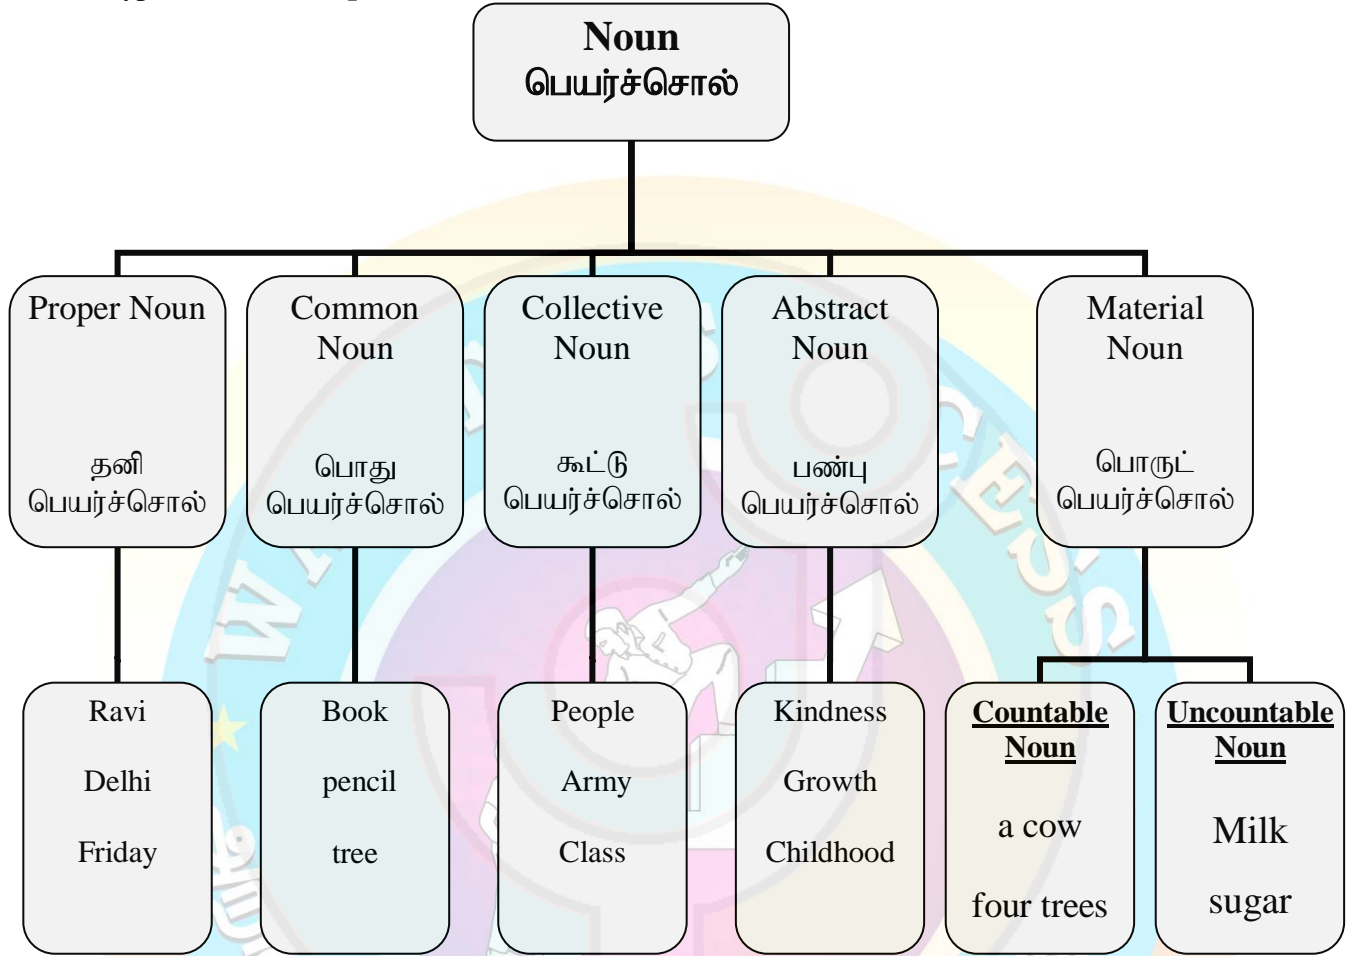 Noun
பெயர்ச்சொல்
Proper Noun
தனி
பெயர்ச்சொல்
Common
Noun
பொது
பெயர்ச்சொல்
Collective
Noun
கூட்டு
பெயர்ச்சொல்
Abstract
Noun
பண்பு
பெயர்ச்சொல்
Material
Noun
பொருட்
பெயர்ச்சொல்
Ravi
Delhi
Friday
Book
pencil
tree
People
Army
Class
Kindness
Growth
Childhood
Countable
Noun
a cow
four trees
Uncountable
Noun
Milk
sugar